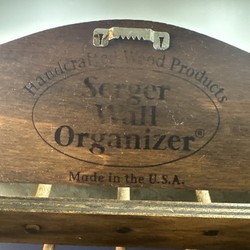 Handcrafted Wood Products
Serger
Wall
Organizer®
Made in the U.S.A.